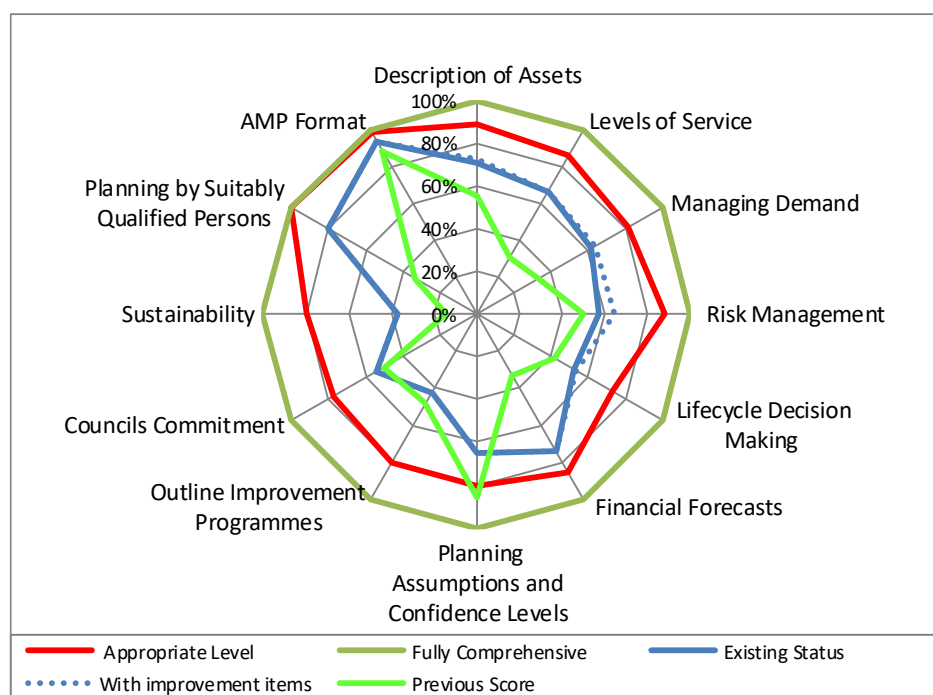 Description of Assets
100%
AMP Format
Levels of Service
80%
Planning by Suitably
Qualified Persons
60%
Managing Demand
40%
20%
Sustainability
0%
Risk Management
Councils Commitment
Lifecycle Decision
Making
Outline Improvement
Programmes
Financial Forecasts
Planning
Assumptions and
Confidence Levels
Appropriate Level
Fully Comprehensive
Existing Status
With improvement items
Previous Score